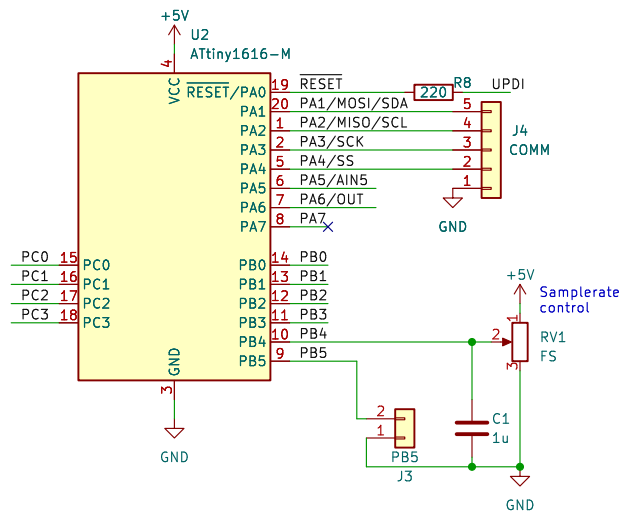 +5V
U2
ATtiny1616-M
4
VCC
RESET/PA0
19
RESET
220
R8
UPDI
PA1
20
PA1/MOSI/SDA
5
PA2
1
PA2/MISO/SCL
4
J4
PA3
2
PA3/SCK
3
COMM
PA4
5
PA4/SS
2
PA5
6
PA5/AIN5
1
PA6
7
PA6/OUT
PA7
8
PA7
GND
PC0
15
PC0
PB0
14
PB0
PC1
16
PC1
PB1
13
PB1
PC2
17
PC2
PB2
12
PB2
PC3
18
PC3
PB3
11
PB3
PB4
10
PB4
PB5
9
PB5
+5V
Samplerate
control
1
2
3
RV1
FS
GND
3
GND
2
1
PB5
J3
C1
1u
GND